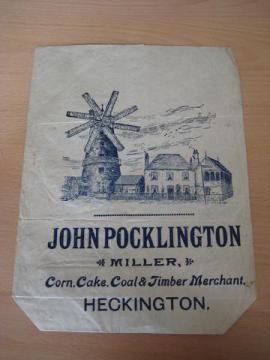 JOHN POCKLINGTON
MILLER,
Corn, Cake, Coal & Timber Merchant,
HECKINGTON.